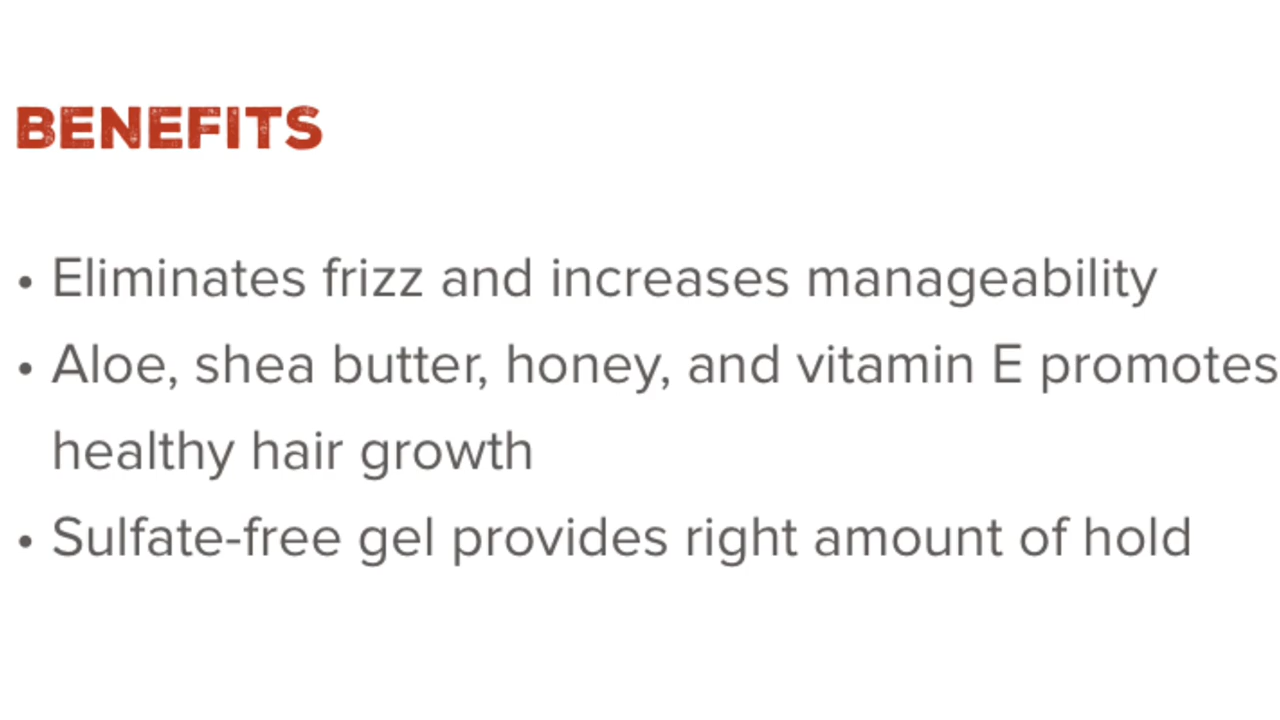 BENEFITS
• Eliminates frizz and increases manageability
• Aloe, shea butter, honey, and vitamin E promotes
healthy hair growth
• Sulfate-free gel provides right amount of hold